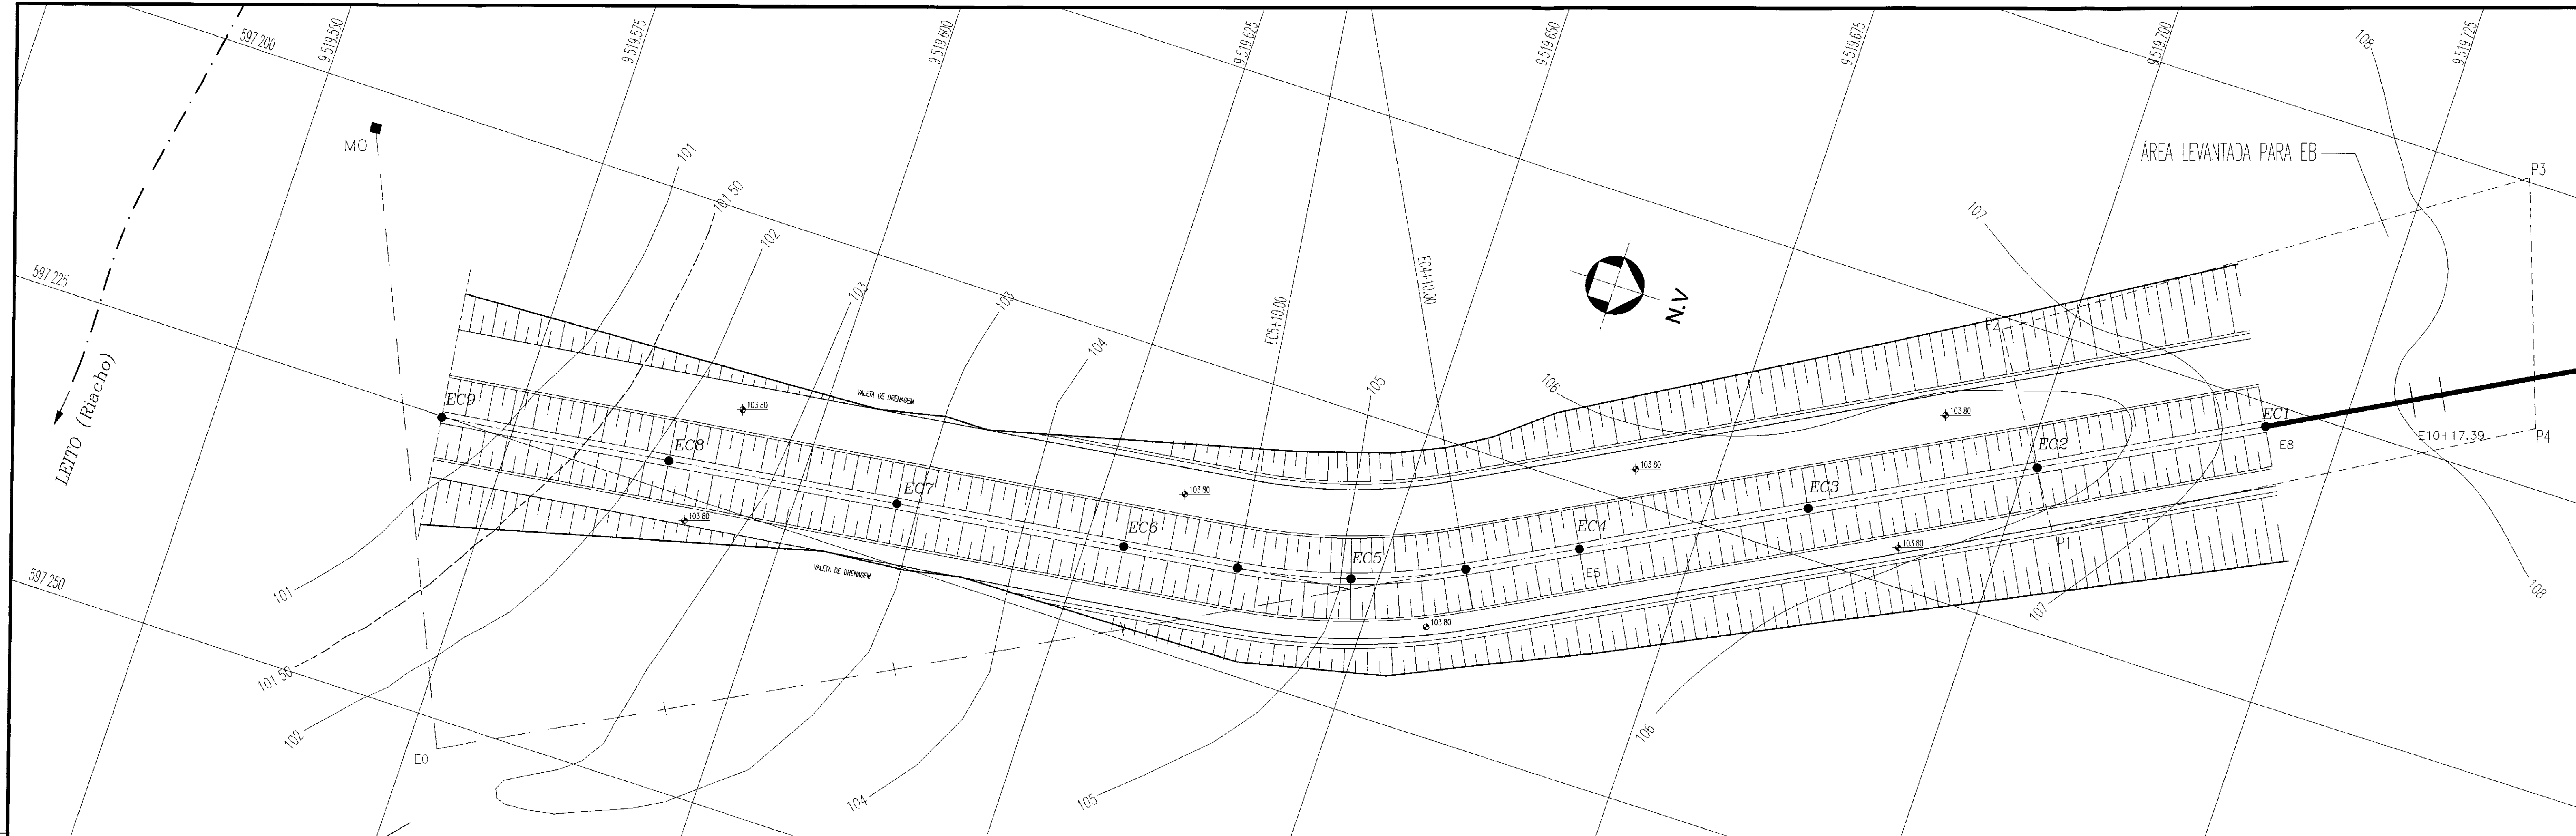 597 200
9 519.550
9 519.575
9 519.600
9 519.625
9 519.650
9 519.675
9 519.700
9 519.725
108
MO
101
ÁREA LEVANTADA PARA EB
P3
101 50
102
107
597 225
LEITO (Riacho)
103
103
EC5+10.00
EC4+10.00
N.V
P2
104
105
106
VALETA DE DRENAGEM
103 80
103 80
EC9
EC1
E8
E10+17.39
P4
EC8
EC2
103 80
103 80
EC7
EC3
103 80
EC6
EC4
103 80
P1
EC5
E5
VALETA DE DRENAGEM
597 250
101
103 80
107
108
101 50
102
E0
106
104
105